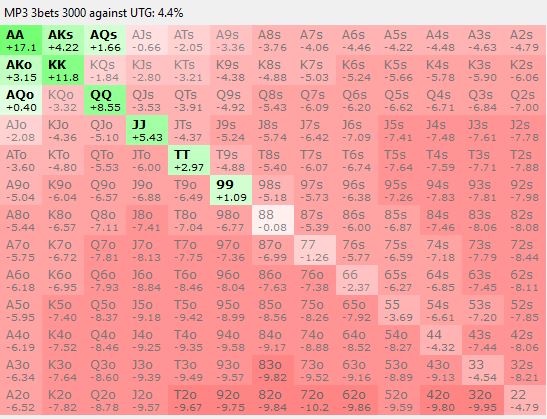 MP3 3bets 3000 against UTG: 4.4%
AA AKs AQs AJs ATs A9s A8s A7s A6s A5s A4s A3s A2s
+17.1 +4.22 +1.66 -0.66 -2.05 -3.36 -3.76 -4.06 -4.46 -4.22 -4.48 -4.63 -4.79
AKo KK KQs KJs KTs K9s K8s K7s K6s K5s K4s K3s K2s
+3.15 +11.8 -1.84 -2.80 -3.21 -4.38 -4.88 -5.03 -5.24 -5.66 -5.78 -5.90 -6.06
AQo KQo QQ QJs QTs Q9s Q8s Q7s Q6s Q5s Q4s Q3s Q2s
+0.40 -3.32 +8.55 -3.53 -3.91 -4.92 -5.43 -6.09 -6.20 -6.62 -6.71 -6.84 -7.00
AJo KJo QJo JJ JTs J9s J8s J7s J6s J5s J4s J3s J2s
-2.08 -4.36 -5.10 +5.43 -4.37 -5.24 -5.74 -6.42 -7.09 -7.41 -7.48 -7.61 -7.78
ATo KTo QTo JTo TT T9s T8s T7s T6s T5s T4s T3s T2s
-3.60 -4.80 -5.53 -6.00 +2.97 -4.88 -5.40 -6.07 -6.74 -7.64 -7.59 -7.71 -7.88
A9o K9o Q9o J9o T9o 99 98s 97s 96s 95s 94s 93s 92s
-5.04 -6.04 -6.57 -6.88 -6.49 +1.09 -5.18 -5.73 -6.38 -7.26 -7.83 -7.81 -7.98
A8o K8o Q8o J8o T8o 98o 88 87s 86s 85s 84s 83s 82s
-5.44 -6.57 -7.11 -7.41 -7.04 -6.77 -0.08 -5.39 -6.00 -6.87 -7.46 -8.06 -8.08
A7o K7o Q7o J7o T7o 97o 87o 77 76s 75s 74s 73s 72s
-5.75 -6.72 -7.81 -8.13 -7.75 -7.36 -6.99 -1.26 -5.77 -6.59 -7.18 -7.79 -8.44
A6o K6o Q6o J6o T6o 96o 86o 76o 66 65s 64s 63s 62s
-6.18 -6.95 -7.93 -8.84 -8.46 -8.04 -7.63 -7.38 -2.37 -6.27 -6.85 -7.45 -8.11
A5o K5o Q5o J5o T5o 95o 85o 75o 65o 55 54s 53s 52s
-5.95 -7.40 -8.37 -9.18 -9.42 -8.99 -8.56 -8.26 -7.92 -3.69 -6.61 -7.20 -7.85
A4o K4o Q4o J4o T4o 94o 84o 74o 64o 54o 44 43s 42s
-6.19 -7.52 -8.46 -9.25 -9.35 -9.58 -9.17 -8.88 -8.52 -8.27 -4.32 -7.44 -8.06
A3o K3o Q3o J3o T3o 93o 83o 73o 63o 53o 43o 33 32s
-6.34 -7.64 -8.60 -9.39 -9.49 -9.57 -9.82 -9.52 -9.16 -8.89 -9.13 -4.54 -8.21
A2o K2o Q2o J2o T2o 92o 82o 72o 62o 52o 42o 32o 22
-6.52 -7.82 -8.78 -9.57 -9.67 -9.75 -9.84 -10.2 -9.86 -9.59 -9.80 -9.95 -4.79